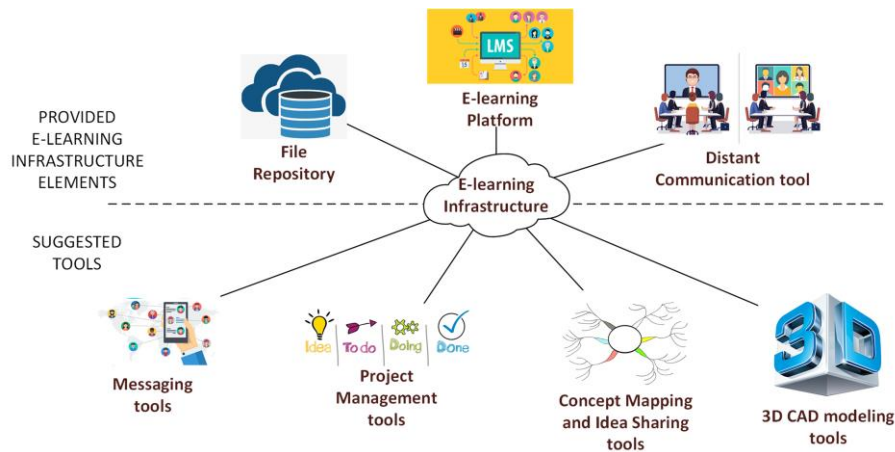 LMS
E-learning
Platform
File
Repository
Distant
Communication tool
PROVIDED
E-LEARNING
INFRASTRUCTURE
ELEMENTS
E-learning
Infrastructure
SUGGESTED
TOOLS
Messaging
tools
Idea
To do
Doing
Done
Project
Management
tools
Concept Mapping
and Idea Sharing
tools
3D
3D CAD modeling
tools